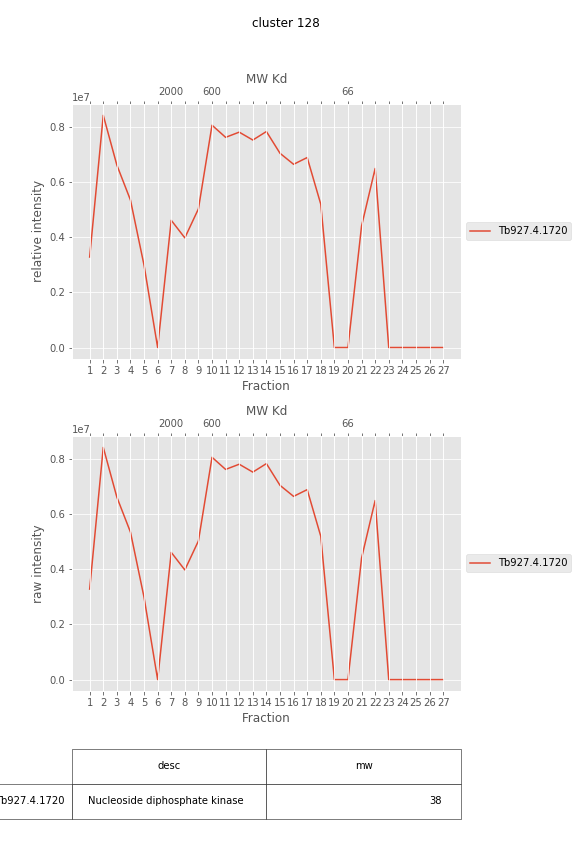 cluster 128
MW Kd
2000 600 66
1e7
0.8
0.6
0.4
0.2
0.0
relative intensity
Tb927.4.1720
1 2 3 4 5 6 7 8 9 10 11 12 13 14 15 16 17 18 19 20 21 22 23 24 25 26 27
Fraction
MW Kd
2000 600 66
1e7
0.8
0.6
0.4
0.2
0.0
raw intensity
Tb927.4.1720
1 2 3 4 5 6 7 8 9 10 11 12 13 14 15 16 17 18 19 20 21 22 23 24 25 26 27
Fraction
desc mw
b927.4.1720 Nucleoside diphosphate kinase 38